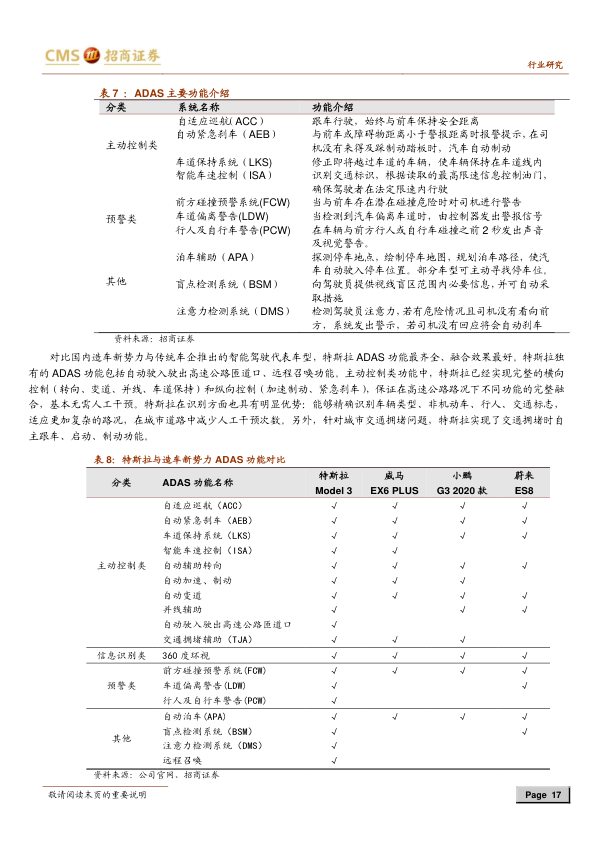 CMS 招商证券
行业研究
表 7 ： ADAS 主要功能介绍
分类 系统名称 功能介绍
主动控制类
自适应巡航( ACC ) 跟车行驶，始终与前车保持安全距离
自动紧急刹车（ AEB ） 与前车或障碍物距离小于警报距离时报警提示，在司
机没有来得及踩制动踏板时，汽车自动制动
车道保持系统（ LKS) 修正即将越过车道的车辆，使车辆保持在车道线内
智能车速控制（ ISA ） 识别交通标识，根据读取的最高限速信息控制油门，
确保驾驶者在法定限速内行驶
预警类
前方碰撞预警系统(FCW) 当与前车存在潜在碰撞危险时对司机进行警告
车道偏离警告(LDW) 当检测到汽车偏离车道时，由控制器发出警报信号
行人及自行车警告(PCW) 在车辆与前方行人或自行车碰撞之前 2 秒发出声音
及视觉警告。
其他
泊车辅助（ APA ） 探测停车地点，绘制停车地图，规划泊车路径，使汽
车自动驶入停车位置。部分车型可主动寻找停车位。
盲点检测系统（ BSM ） 向驾驶员提供视线盲区范围内必要信息，并可自动采
取措施
注意力检测系统（ DMS ） 检测驾驶员注意力，若有危险情况且司机没有看向前
方，系统发出警示，若司机没有回应将会自动刹车
资料来源：招商证券
对比国内造车新势力与传统车企推出的智能驾驶代表车型，特斯拉 ADAS 功能最齐全、融合效果最好。特斯拉独
有的 ADAS 功能包括自动驶入驶出高速公路匝道口、远程召唤功能。主动控制类功能中，特斯拉已经实现完整的横向
控制（转向、变道、并线、车道保持）和纵向控制（加速制动、紧急刹车），保证在高速公路路况下不同功能的完整融
合，基本无需人工干预。特斯拉在识别方面也具有明显优势：能够精确识别车辆类型、非机动车、行人、交通标志，
适应更加复杂的路况，在城市道路中减少人工干预次数。另外，针对城市交通拥堵问题，特斯拉实现了交通拥堵时自
主跟车、启动、制动功能。
表 8：特斯拉与造车新势力 ADAS 功能对比
分类 ADAS 功能名称 特斯拉 威马 小鹏 蔚来
Model 3 EX6 PLUS G3 2020 款 ES8
主动控制类
自适应巡航（ACC） √ √ √ √
自动紧急刹车（AEB） √ √ √ √
车道保持系统（LKS) √ √ √ √
智能车速控制（ISA） √ √
自动辅助转向 √ √ √ √
自动加速、制动 √ √ √
自动变道 √ √ √ √
并线辅助 √ √ √
自动驶入驶出高速公路匝道口 √
交通拥堵辅助（TJA） √ √ √
信息识别类 360 度环视 √ √ √ √
预警类
前方碰撞预警系统(FCW) √ √ √ √
车道偏离警告(LDW) √ √
行人及自行车警告(PCW) √
其他
自动泊车(APA) √ √ √ √
盲点检测系统（BSM） √ √
注意力检测系统（DMS） √
远程召唤 √
资料来源：公司官网、招商证券
敬请阅读末页的重要说明
Page 17